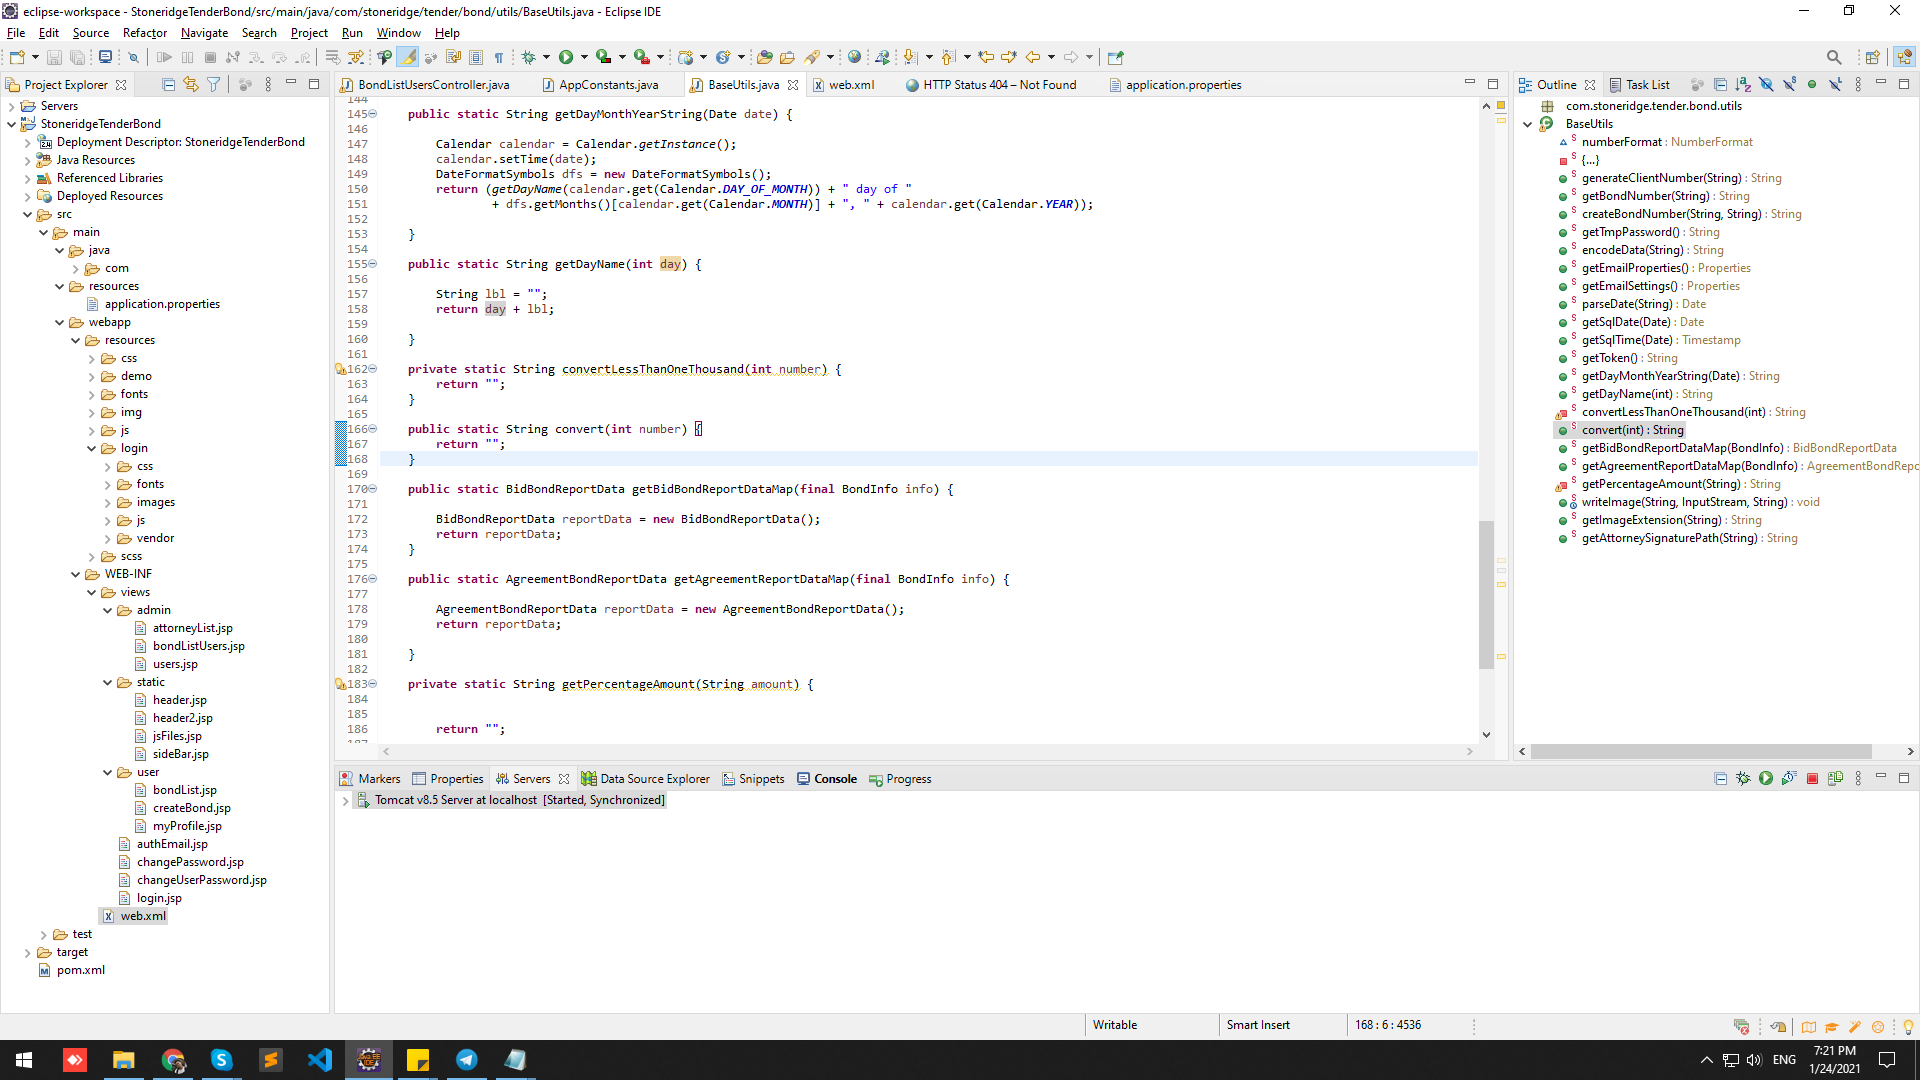 eclipse-workspace - StoneridgeTenderBond/src/main/java/com/stoneridge/tender/bond/utils/BaseUtils.java - Eclipse IDE
File Edit Source Refactor Navigate Search Project Run Window Help
Project Explorer
Servers
StoneridgeTenderBond
Deployment Descriptor: StoneridgeTenderBond
Java Resources
Referenced Libraries
Deployed Resources
src
main
java
com
resources
application.properties
webapp
resources
css
demo
fonts
img
js
login
css
fonts
images
js
vendor
scss
WEB-INF
views
admin
attorneyList.jsp
bondListUsers.jsp
users.jsp
static
header.jsp
header2.jsp
jsFiles.jsp
sideBar.jsp
user
bondList.jsp
createBond.jsp
myProfile.jsp
authEmail.jsp
changePassword.jsp
changeUserPassword.jsp
login.jsp
web.xml
test
target
pom.xml
BondListUsersController.java AppConstants.java BaseUtils.java web.xml HTTP Status 404 – Not Found application.properties
144
145 public static String getDayMonthYearString(Date date) {
146
147 Calendar calendar = Calendar.getInstance();
148 calendar.setTime(date);
149 DateFormatSymbols dfs = new DateFormatSymbols();
150 return (getDayName(calendar.get(Calendar.DAY_OF_MONTH)) + " day of "
151 + dfs.getMonths()[calendar.get(Calendar.MONTH)] + ", " + calendar.get(Calendar.YEAR));
152
153 }
154
155 public static String getDayName(int day) {
156
157 String lbl = "";
158 return day + lbl;
159
160 }
161
162 private static String convertLessThanOneThousand(int number) {
163 return "";
164 }
165
166 public static String convert(int number) {
167 return "";
168 }
169
170 public static BidBondReportData getBidBondReportDataMap(final BondInfo info) {
171
172 BidBondReportData reportData = new BidBondReportData();
173 return reportData;
174 }
175
176 public static AgreementBondReportData getAgreementReportDataMap(final BondInfo info) {
177
178 AgreementBondReportData reportData = new AgreementBondReportData();
179 return reportData;
180
181 }
182
183 private static String getPercentageAmount(String amount) {
184
185
186 return "";
187
Outline Task List
com.stoneridge.tender.bond.utils
BaseUtils
numberFormat : NumberFormat
{...}
generateClientNumber(String) : String
getBondNumber(String) : String
createBondNumber(String, String) : String
getTmpPassword() : String
encodeData(String) : String
getEmailProperties() : Properties
getEmailSettings() : Properties
parseDate(String) : Date
getSqlDate(Date) : Date
getSqlTime(Date) : Timestamp
getToken() : String
getDayMonthYearString(Date) : String
getDayName(int) : String
convertLessThanOneThousand(int) : String
convert(int) : String
getBidBondReportDataMap(BondInfo) : BidBondReportData
getAgreementReportDataMap(BondInfo) : AgreementBondRepo
getPercentageAmount(String) : String
writeImage(String, InputStream, String) : void
getImageExtension(String) : String
getAttorneySignaturePath(String) : String
Markers Properties Servers Data Source Explorer Snippets Console Progress
Tomcat v8.5 Server at localhost [Started, Synchronized]
Writable Smart Insert 168 : 6 : 4536
ENG 7:21 PM
1/24/2021